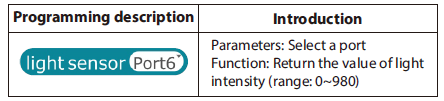 Programming description
Introduction
light sensor Port6
Parameters: Select a port
Function: Return the value of light
intensity (range: 0~980)